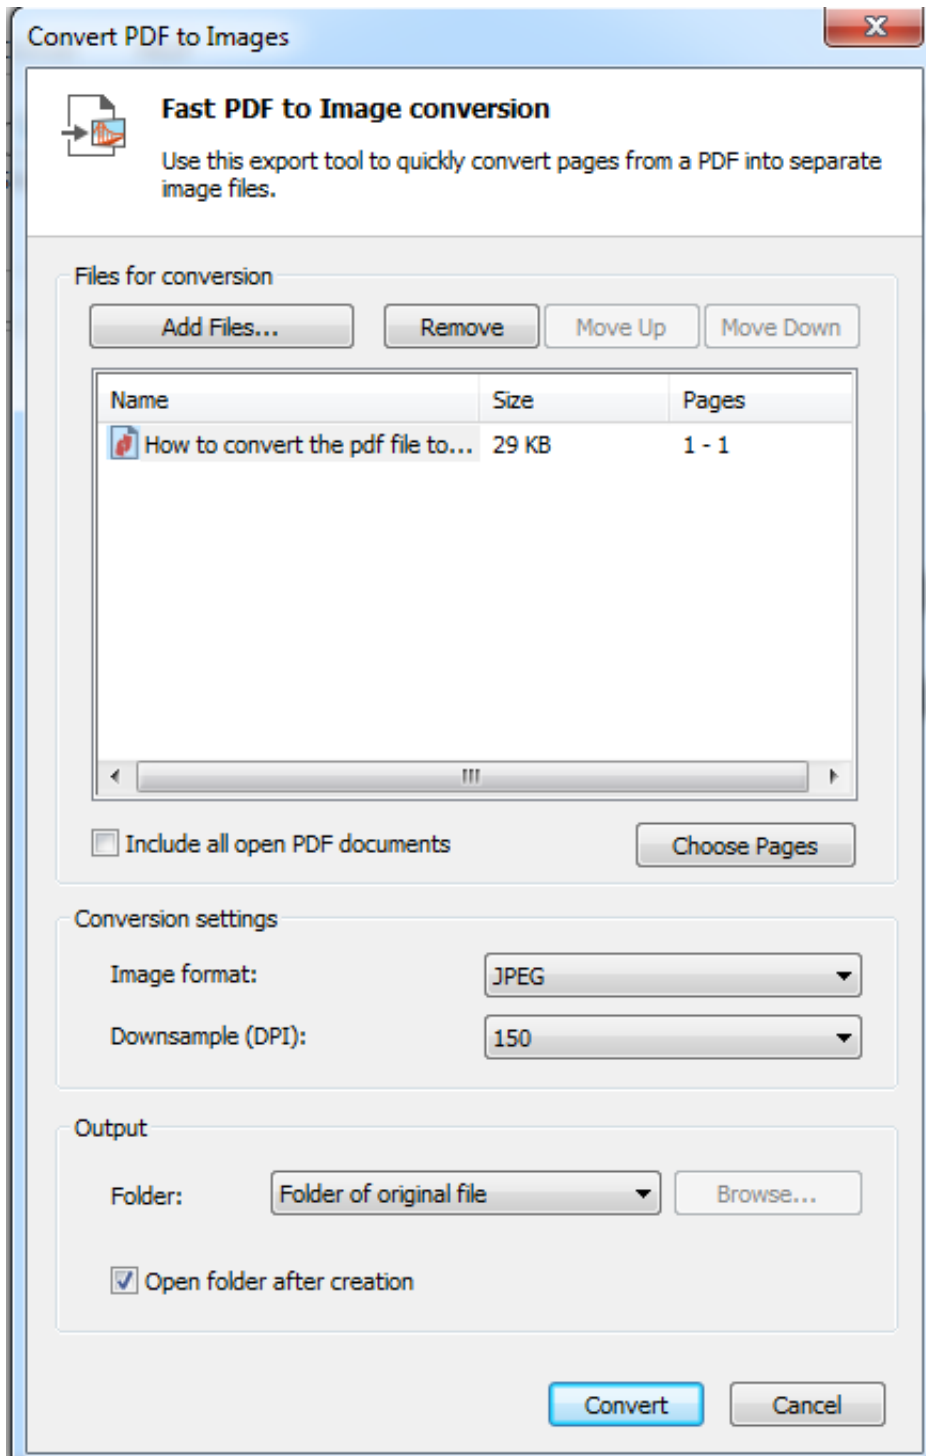 Convert PDF to Images
Fast PDF to Image conversion
Use this export tool to quickly convert pages from a PDF into separate
image files.
Files for conversion
Add Files... Remove Move Up Move Down
Name Size Pages
How to convert the pdf file to... 29 KB 1 - 1
Include all open PDF documents Choose Pages
Conversion settings
Image format: JPEG
Downsample (DPI): 150
Output
Folder: Folder of original file Browse...
Open folder after creation
Convert Cancel